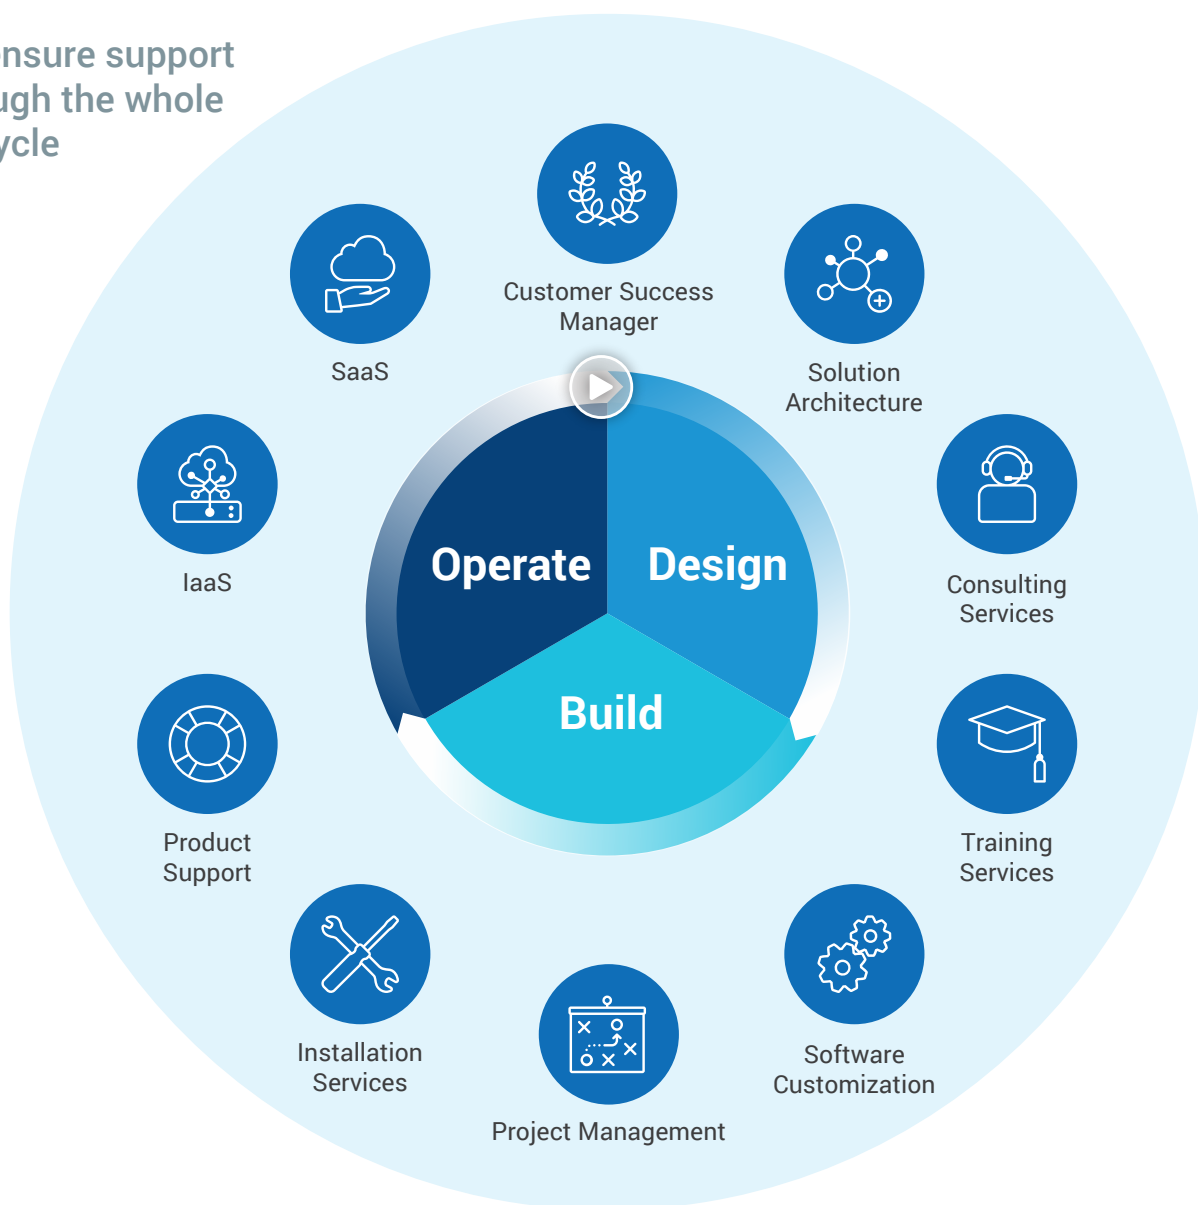 ensure support
ugh the whole
ycle
Customer Success
Manager
SaaS
Solution
Architecture
IaaS
Consulting
Services
Operate
Design
Build
Product
Support
Training
Services
Installation
Services
Software
Customization
Project Management